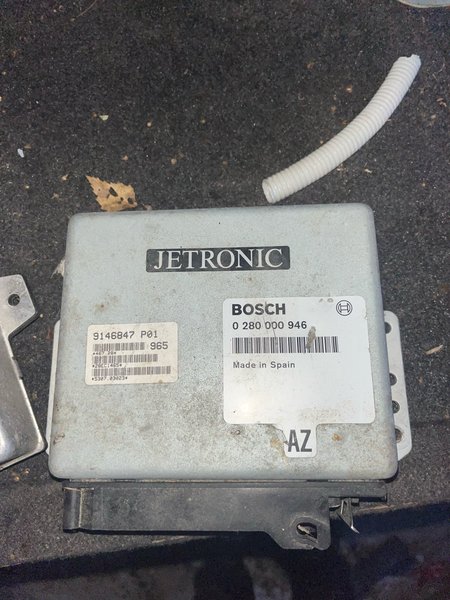 JETRONIC
BOSCH
0 280 000 946
Made in Spain
AZ
9146847 P01
965